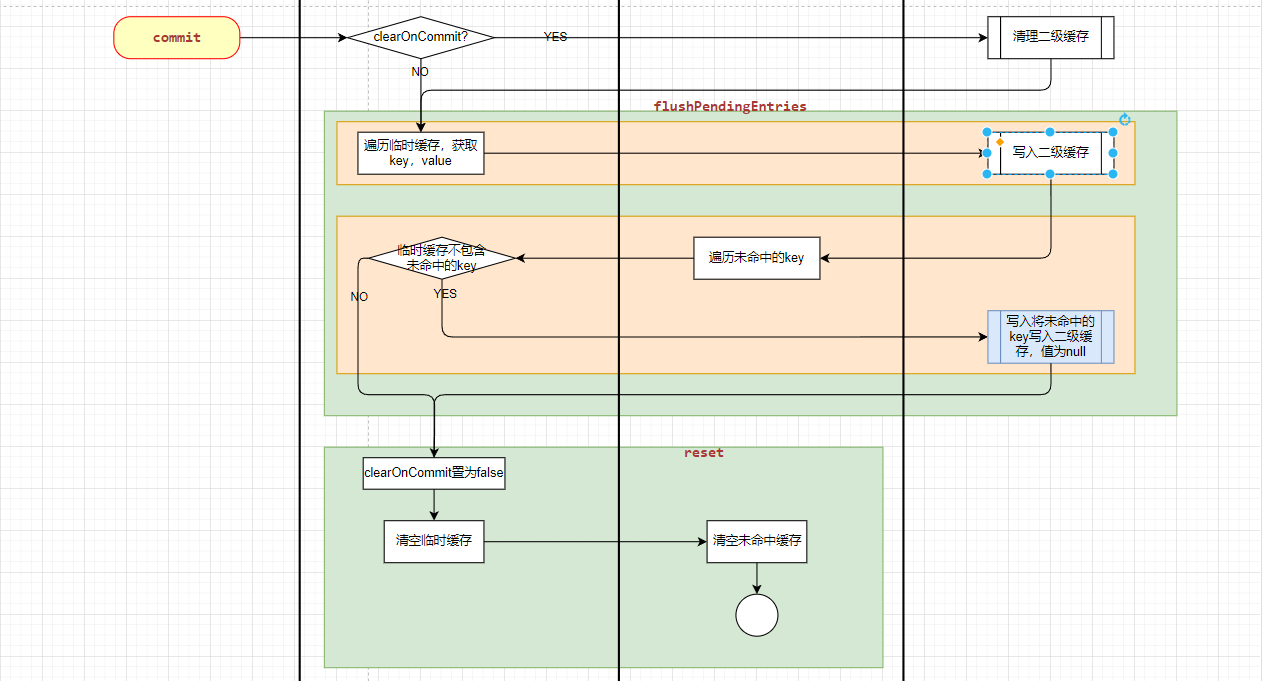 commit
clearOnCommit?
YES
清理二级缓存
NO
flushPendingEntries
遍历临时缓存，获取
key，value
写入二级缓存
临时缓存不包含
未命中的key
遍历未命中的key
NO
YES
写入将未命中的
key写入二级缓
存，值为null
reset
clearOnCommit置为false
清空临时缓存
清空未命中缓存